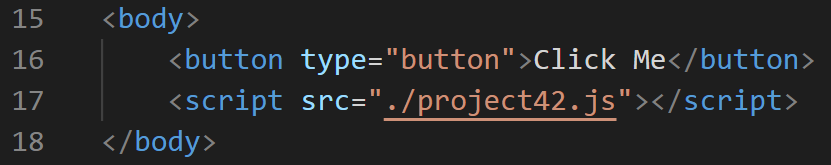 15 <body>
16 <button type="button">Click Me</button>
17 <script src="./project42.js"></script>
18 </body>